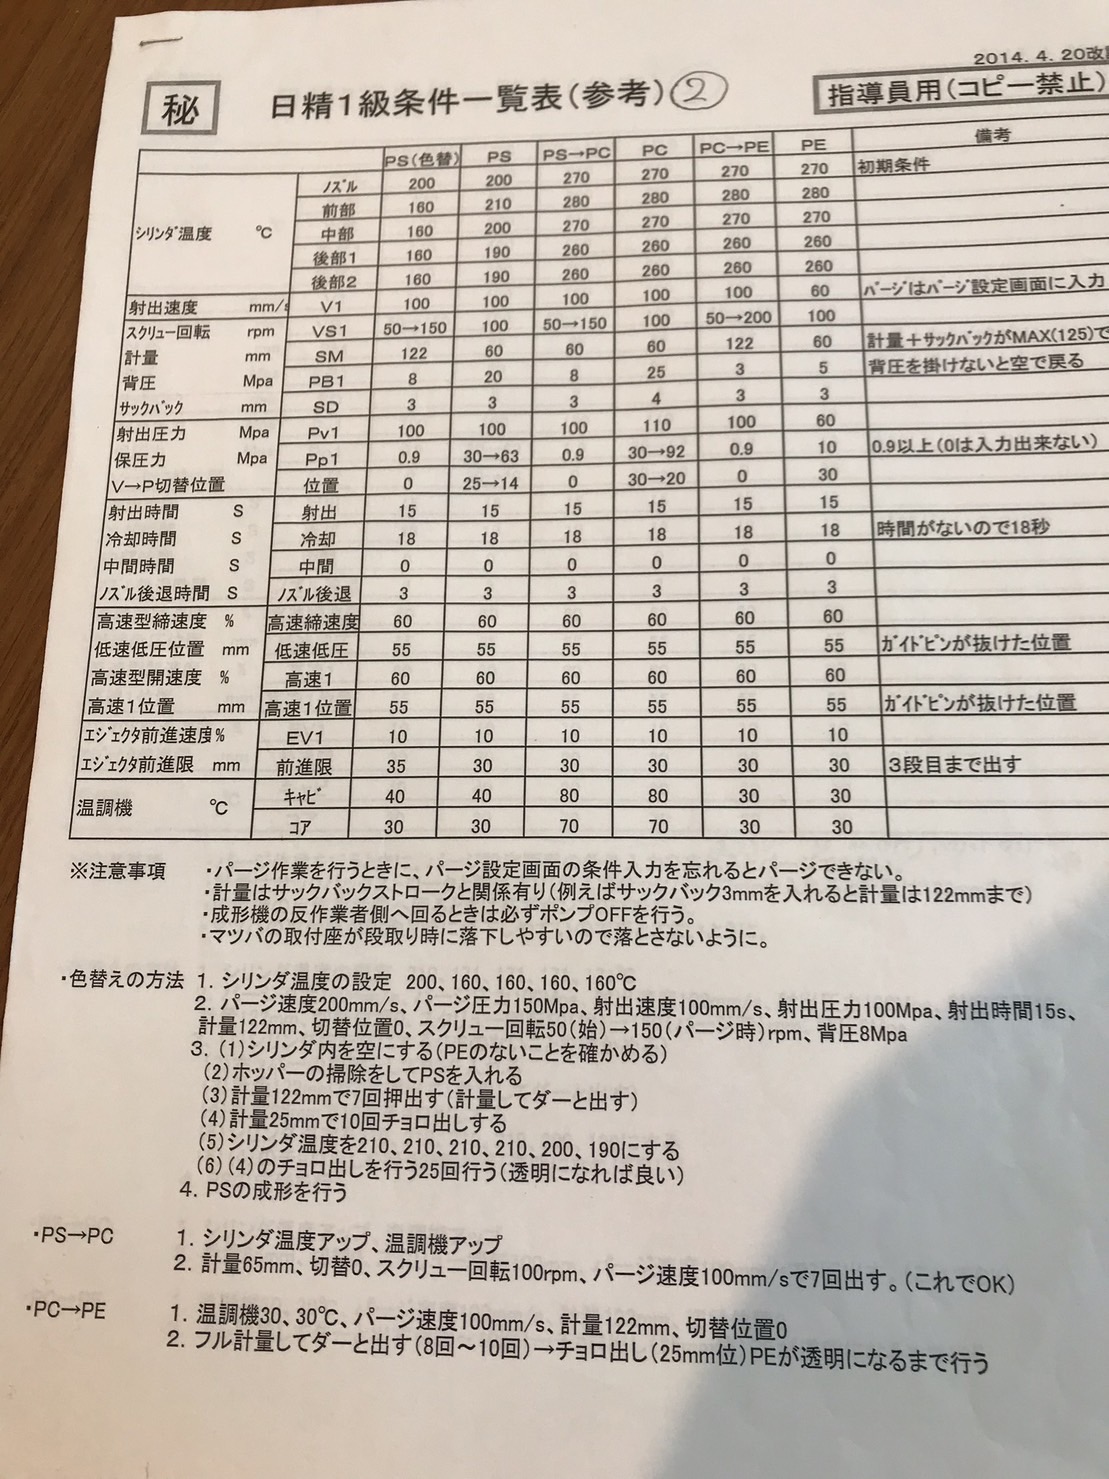 2014. 4. 20改
秘 日精1級条件一覧表(参考) ② 指導員用(コピー禁止)
PS(色替) PS PS→PC PC PC→PE PE 備考
シリンダ温度 ℃ ノズル 200 200 270 270 270 270 初期条件
前部 160 210 280 280 280 280
中部 160 200 270 270 270 270
後部1 160 190 260 260 260 260
後部2 160 190 260 260 260 260
射出速度 mm/s V1 100 100 100 100 100 60 パージはパージ設定画面に入力
スクリュー回転 rpm VS1 50→150 100 50→150 100 50→200 100
計量 mm SM 122 60 60 60 122 60 計量+サックバックがMAX(125)で
背圧 Mpa PB1 8 20 8 25 3 5 背圧を掛けないと空で戻る
サックバック mm SD 3 3 3 4 3 3
射出圧力 Mpa Pv1 100 100 100 110 100 60
保圧力 Mpa Pp1 0.9 30→63 0.9 30→92 0.9 10 0.9以上(0は入力出来ない)
V→P切替位置 位置 0 25→14 0 30→20 0 30
射出時間 S 射出 15 15 15 15 15 15
冷却時間 S 冷却 18 18 18 18 18 18 時間がないので18秒
中間時間 S 中間 0 0 0 0 0 0
ノズル後退時間 S ノズル後退 3 3 3 3 3 3
高速型締速度 % 高速締速度 60 60 60 60 60 60
低速低圧位置 mm 低速低圧 55 55 55 55 55 55 ガイドピンが抜けた位置
高速型開速度 % 高速1 60 60 60 60 60 60
高速1位置 mm 高速1位置 55 55 55 55 55 55 ガイドピンが抜けた位置
エジェクタ前進速度% EV1 10 10 10 10 10 10
エジェクタ前進限 mm 前進限 35 30 30 30 30 30 3段目まで出す
温調機 ℃ キャビ 40 40 80 80 30 30
コア 30 30 70 70 30 30
※注意事項 ・パージ作業を行うときに、パージ設定画面の条件入力を忘れるとパージできない。
・計量はサックバックストロークと関係有り(例えばサックバック3mmを入れると計量は122mmまで)
・成形機の反作業者側へ回るときは必ずポンプOFFを行う。
・マツバの取付座が段取り時に落下しやすいので落とさないように。
・色替えの方法 1. シリンダ温度の設定 200、160、160、160、160℃
2. パージ速度200mm/s、パージ圧力150Mpa、射出速度100mm/s、射出圧力100Mpa、射出時間15s、
計量122mm、切替位置0、スクリュー回転50(始)→150(パージ時)rpm、背圧8Mpa
3. (1)シリンダ内を空にする(PEのないことを確かめる)
(2)ホッパーの掃除をしてPSを入れる
(3)計量122mmで7回押出す(計量してダーと出す)
(4)計量25mmで10回チョロ出しする
(5)シリンダ温度を210、210、210、210、200、190にする
(6)(4)のチョロ出しを行う25回行う(透明になれば良い)
4. PSの成形を行う
・PS→PC 1. シリンダ温度アップ、温調機アップ
2. 計量65mm、切替0、スクリュー回転100rpm、パージ速度100mm/sで7回出す。(これでOK)
・PC→PE 1. 温調機30、30℃、パージ速度100mm/s、計量122mm、切替位置0
2. フル計量してダーと出す(8回〜10回)→チョロ出し(25mm位)PEが透明になるまで行う